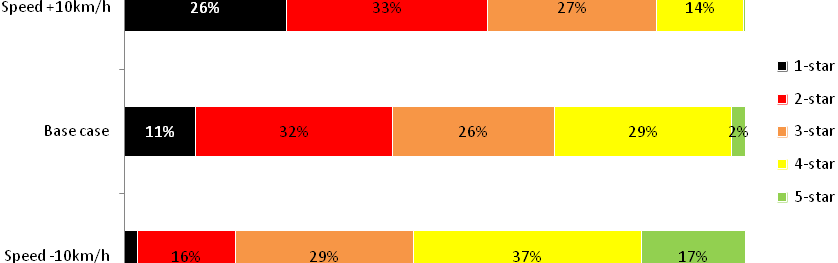 Speed +10km/h 26% 33% 27% 14%
1-star
2-star
Base case 11% 32% 26% 29% 2%
3-star
4-star
5-star
Speed -10km/h 16% 29% 37% 17%